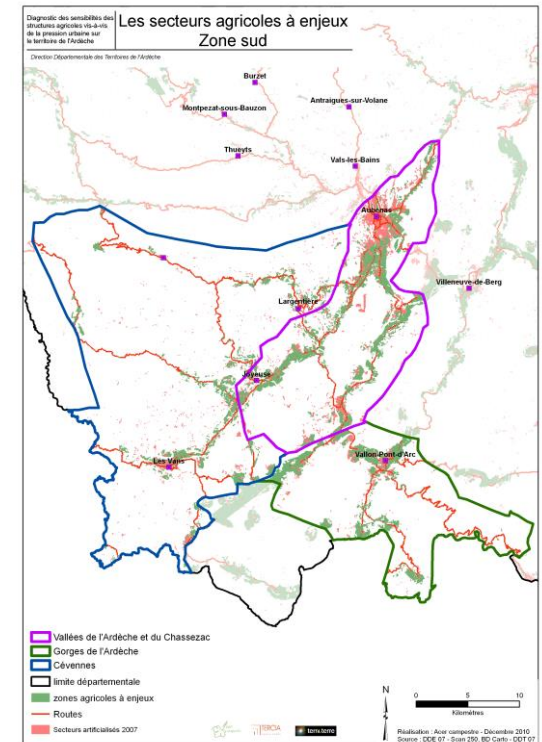 Diagnostic des sensibilités des
structures agricoles vis-à-vis
de la pression urbaine sur
le territoire de l'Ardèche
Les secteurs agricoles à enjeux
Zone sud
Direction Départementale des Territoires de l'Ardèche
Burzet
Montpezat-sous-Bauzon
Antraigues-sur-Volane
Thueyts
Vals-les-Bains
Aubenas
Villeneuve-de-Berg
Largentière
Joyeuse
Les Vans
Vallon-Pont-d'Arc
Vallées de l'Ardèche et du Chassezac
Gorges de l'Ardèche
Cévennes
limite départementale
zones agricoles à enjeux
Routes
Secteurs artificialisés 2007
N
0 5 10
Kilomètres
Réalisation : Acer campestre - Décembre 2010
Source : DDE 07 - Scan 250, BD Carto - DDT 07